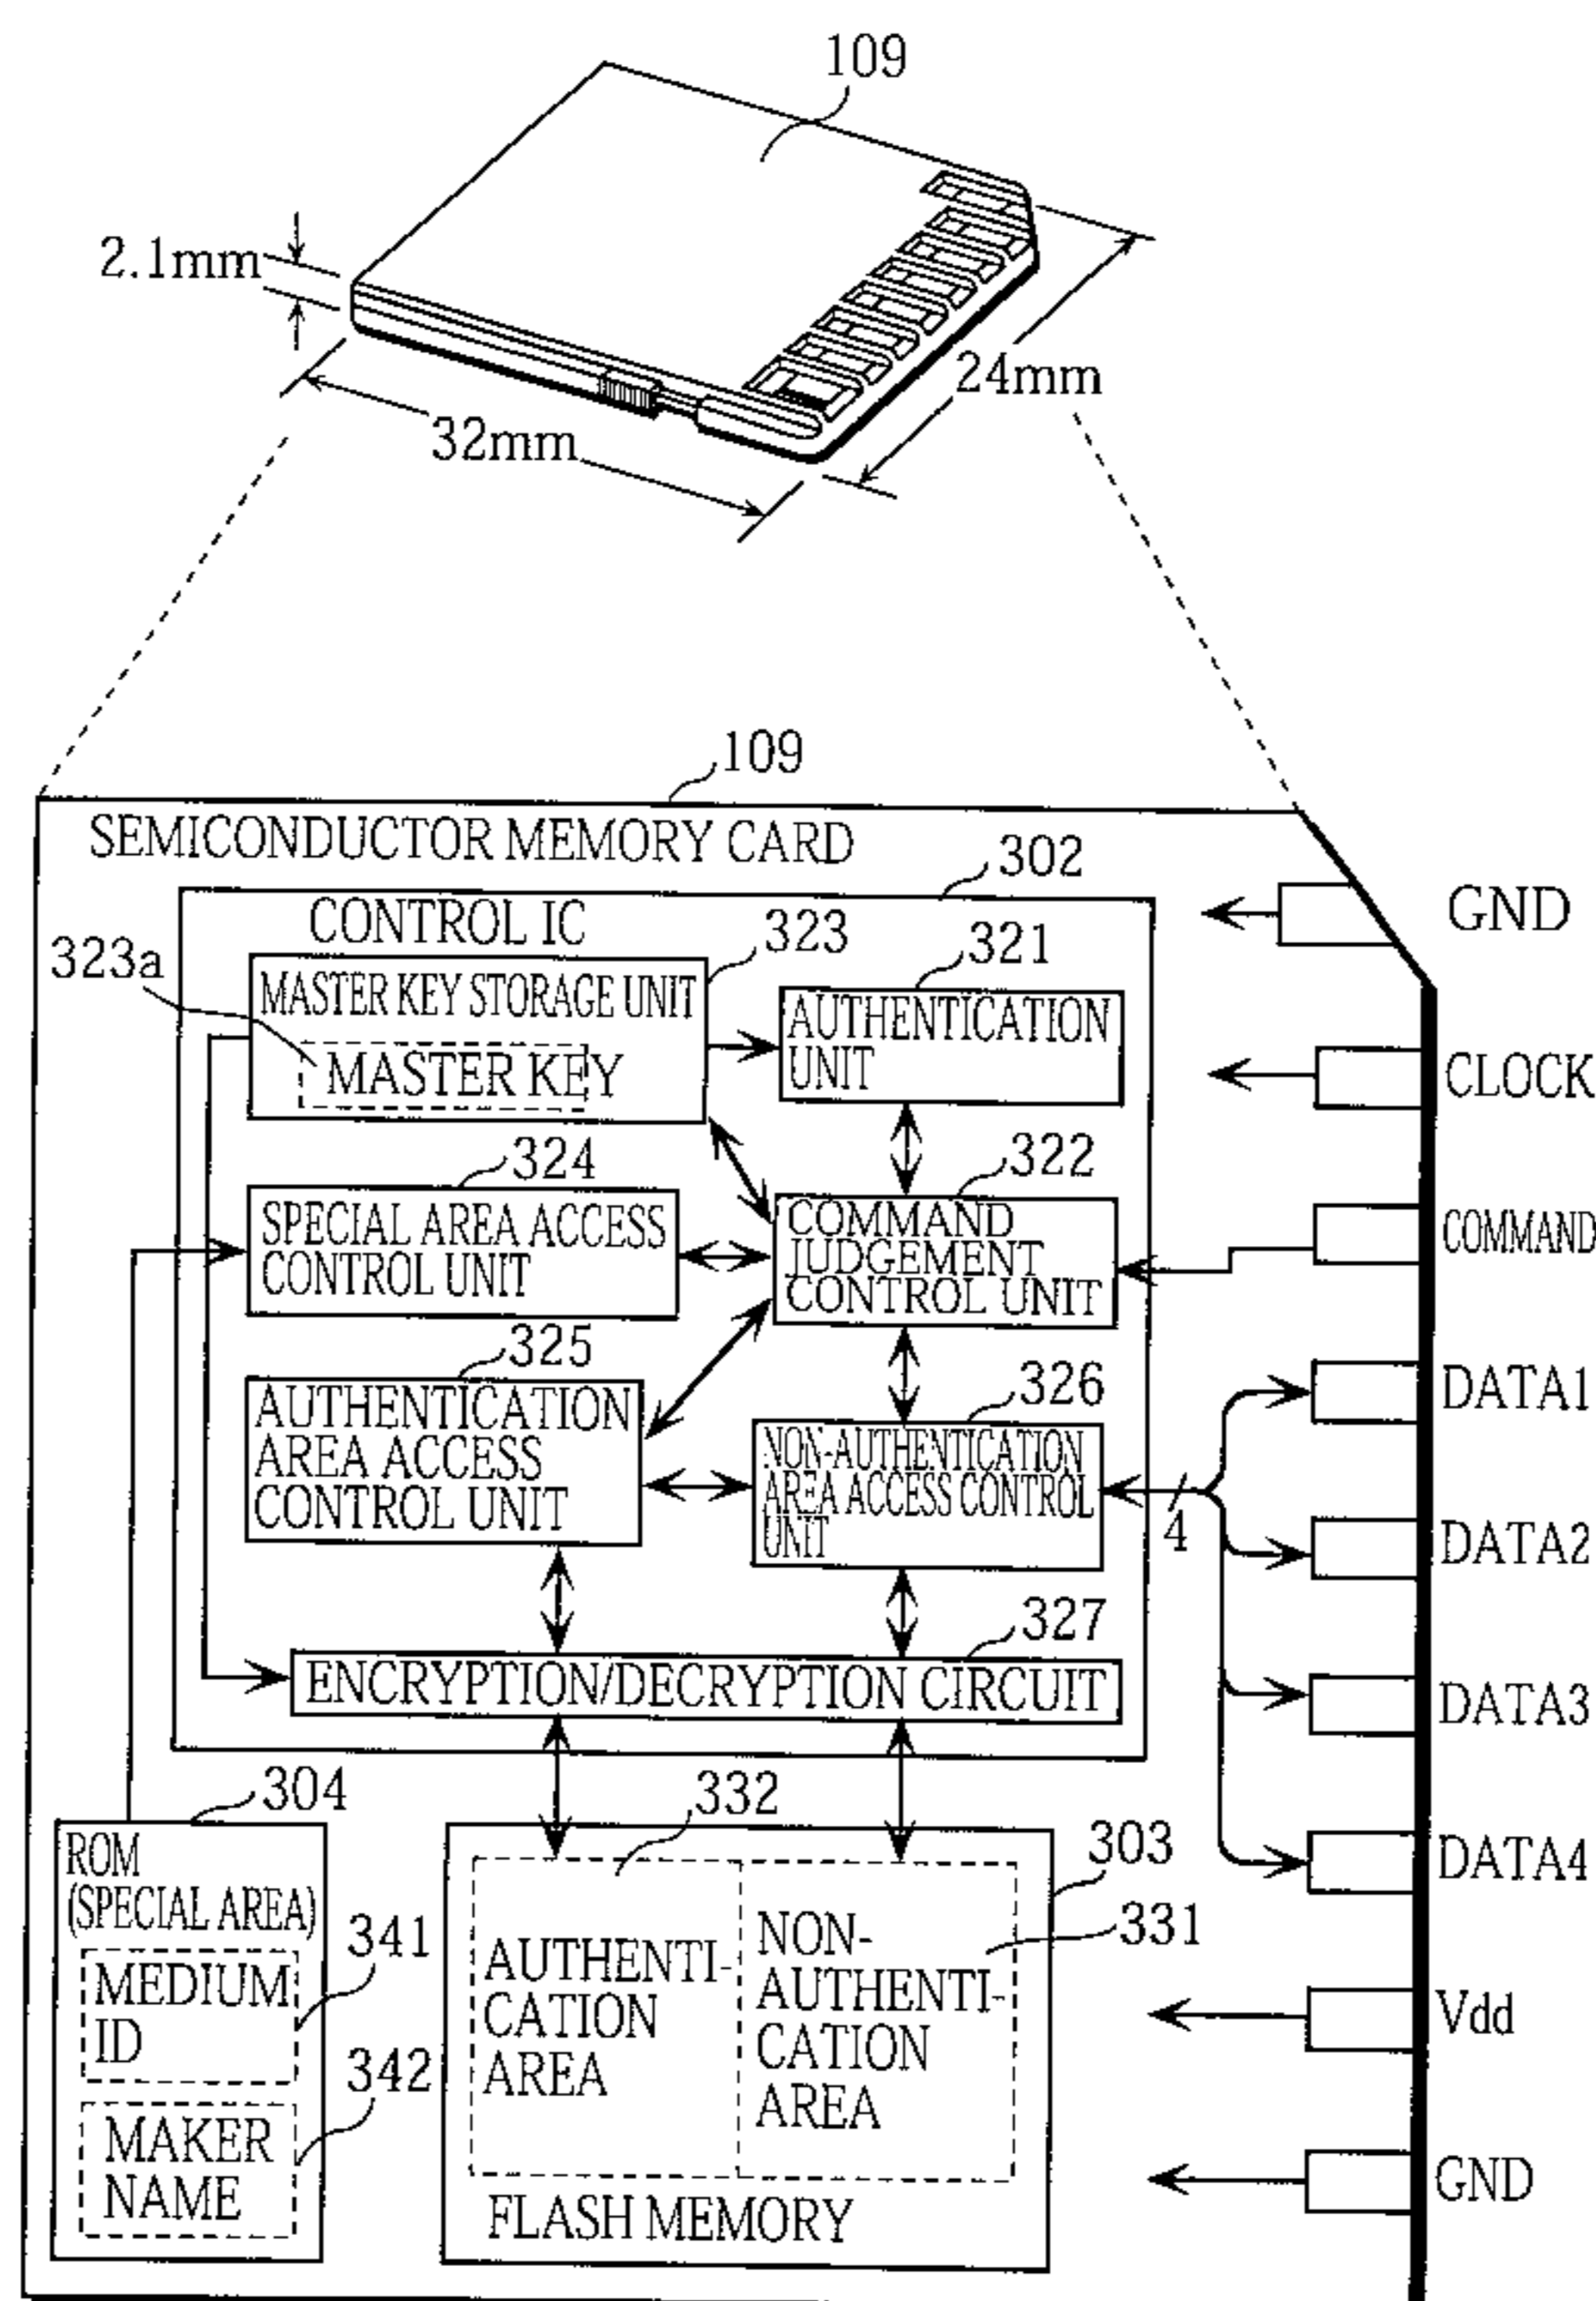 109
2.1mm
24mm
32mm
109
SEMICONDUCTOR MEMORY CARD
302
GND
CONTROL IC
323
321
323a
MASTER KEY STORAGE UNIT
MASTER KEY
AUTHENTICATION
UNIT
CLOCK
324
322
SPECIAL AREA ACCESS
CONTROL UNIT
COMMAND
JUDGEMENT
CONTROL UNIT
COMMAND
325
326
DATA1
AUTHENTICATION
AREA ACCESS
CONTROL UNIT
NON-AUTHENTICATION
AREA ACCESS CONTROL
UNIT
4
DATA2
327
ENCRYPTION/DECRYPTION CIRCUIT
DATA3
304
332
303
DATA4
ROM
(SPECIAL AREA)
341
MEDIUM
ID
342
MAKER
NAME
AUTHENTI-
CATION
AREA
NON-
AUTHENTI-
CATION
AREA
331
FLASH MEMORY
Vdd
GND